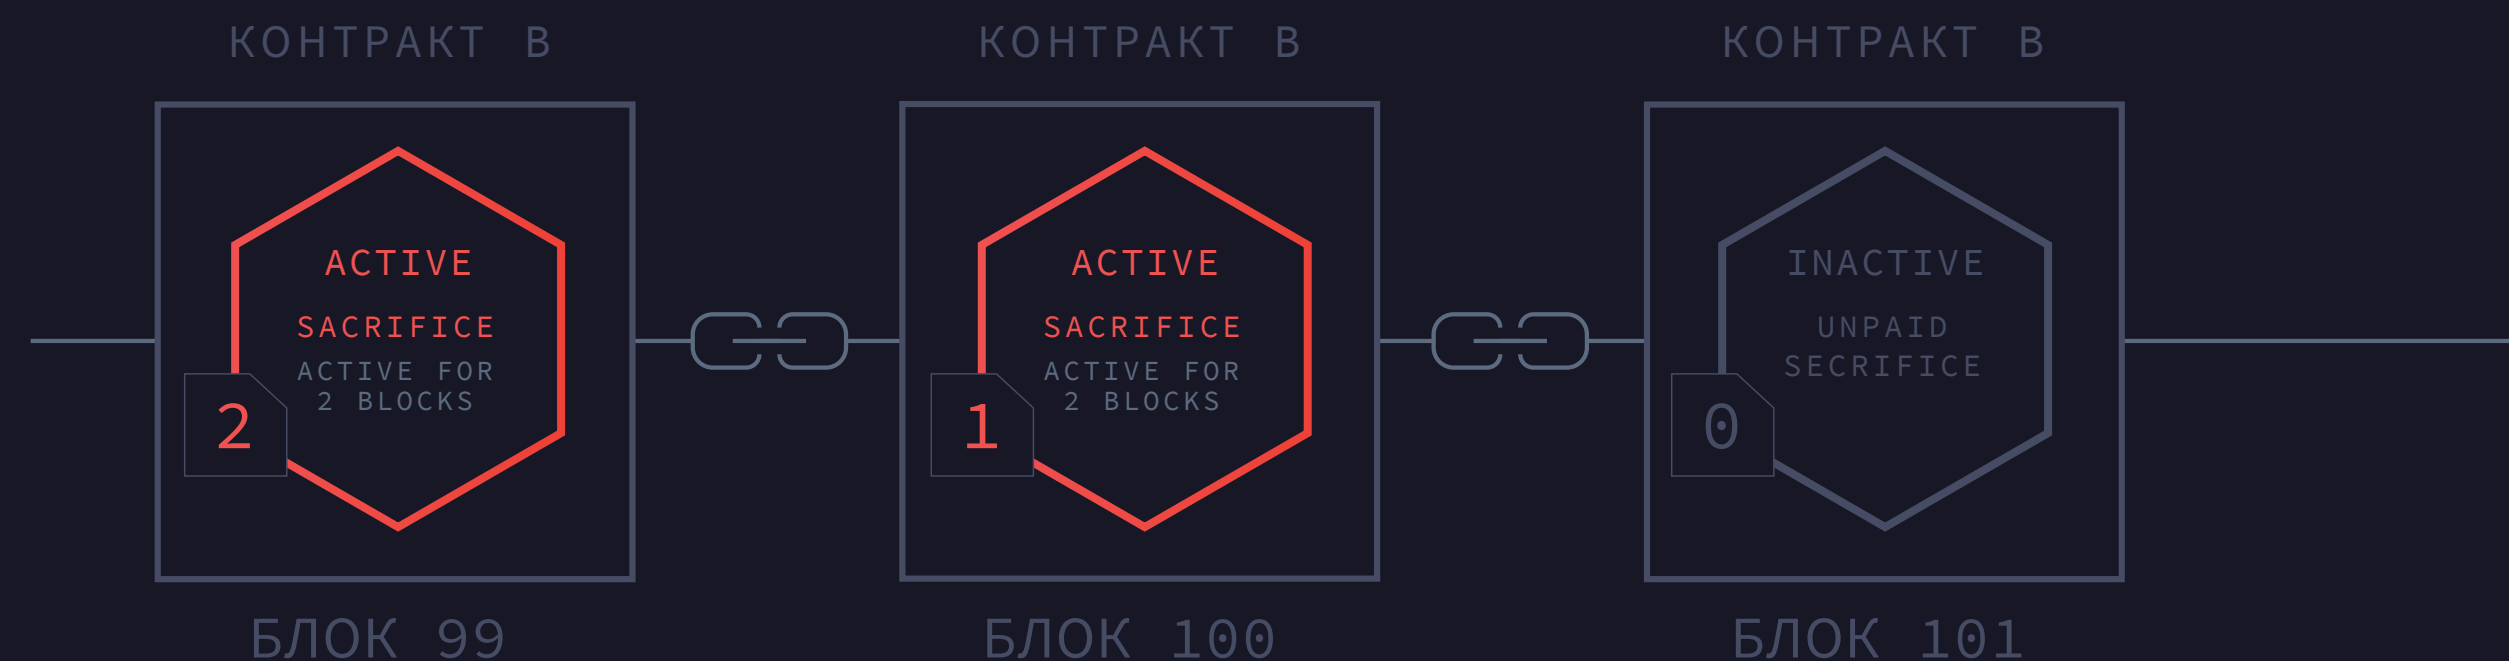 КОНТРАКТ B
КОНТРАКТ B
КОНТРАКТ B
ACTIVE
SACRIFICE
ACTIVE FOR
2 BLOCKS
2
ACTIVE
SACRIFICE
ACTIVE FOR
2 BLOCKS
1
INACTIVE
UNPAID
SECRIFICE
0
БЛОК 99
БЛОК 100
БЛОК 101